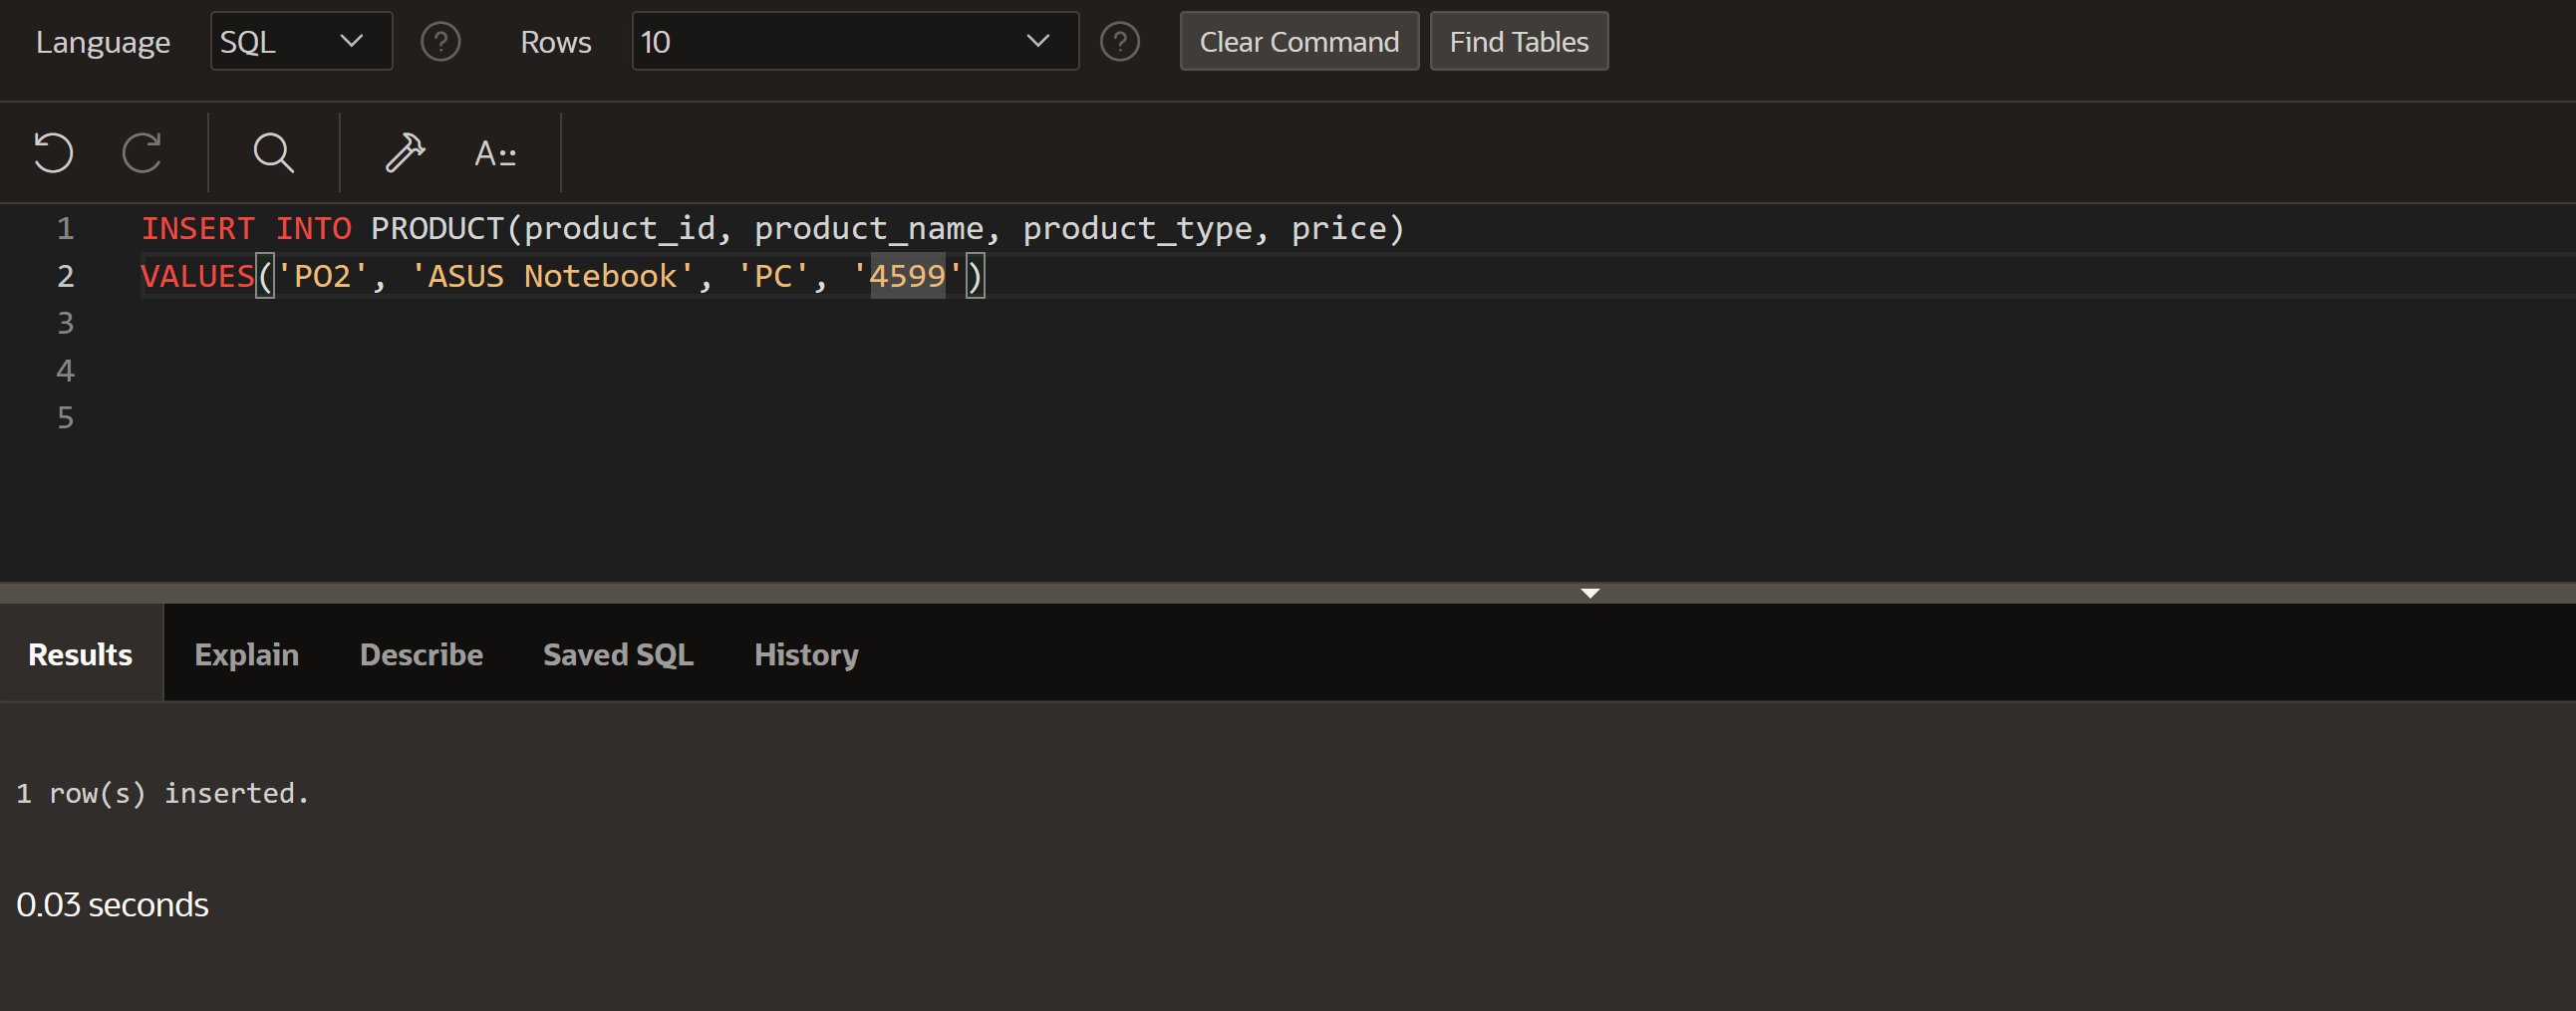 Language SQL ? Rows 10 ? Clear Command Find Tables
A
1 INSERT INTO PRODUCT(product_id, product_name, product_type, price)
2 VALUES('PO2', 'ASUS Notebook', 'PC', '4599')
3
4
5
Results Explain Describe Saved SQL History
1 row(s) inserted.
0.03 seconds